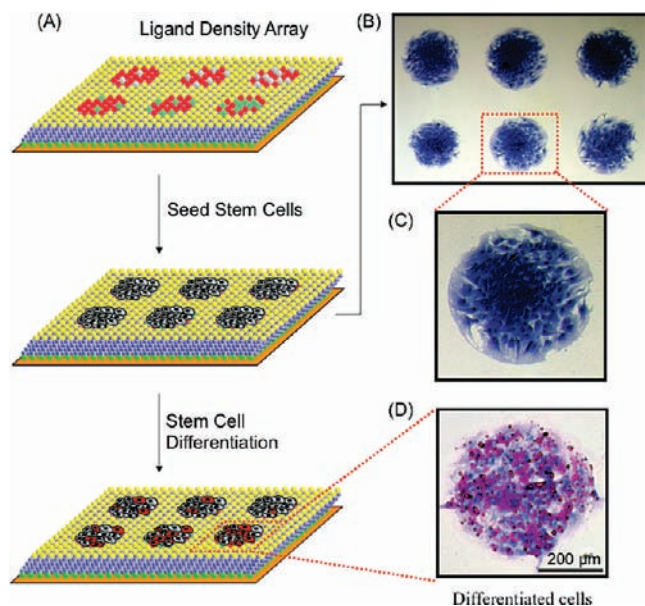 (A)
Ligand Density Array
Seed Stem Cells
Stem Cell
Differentiation
(B)
(C)
(D)
200 µm
Differentiated cells